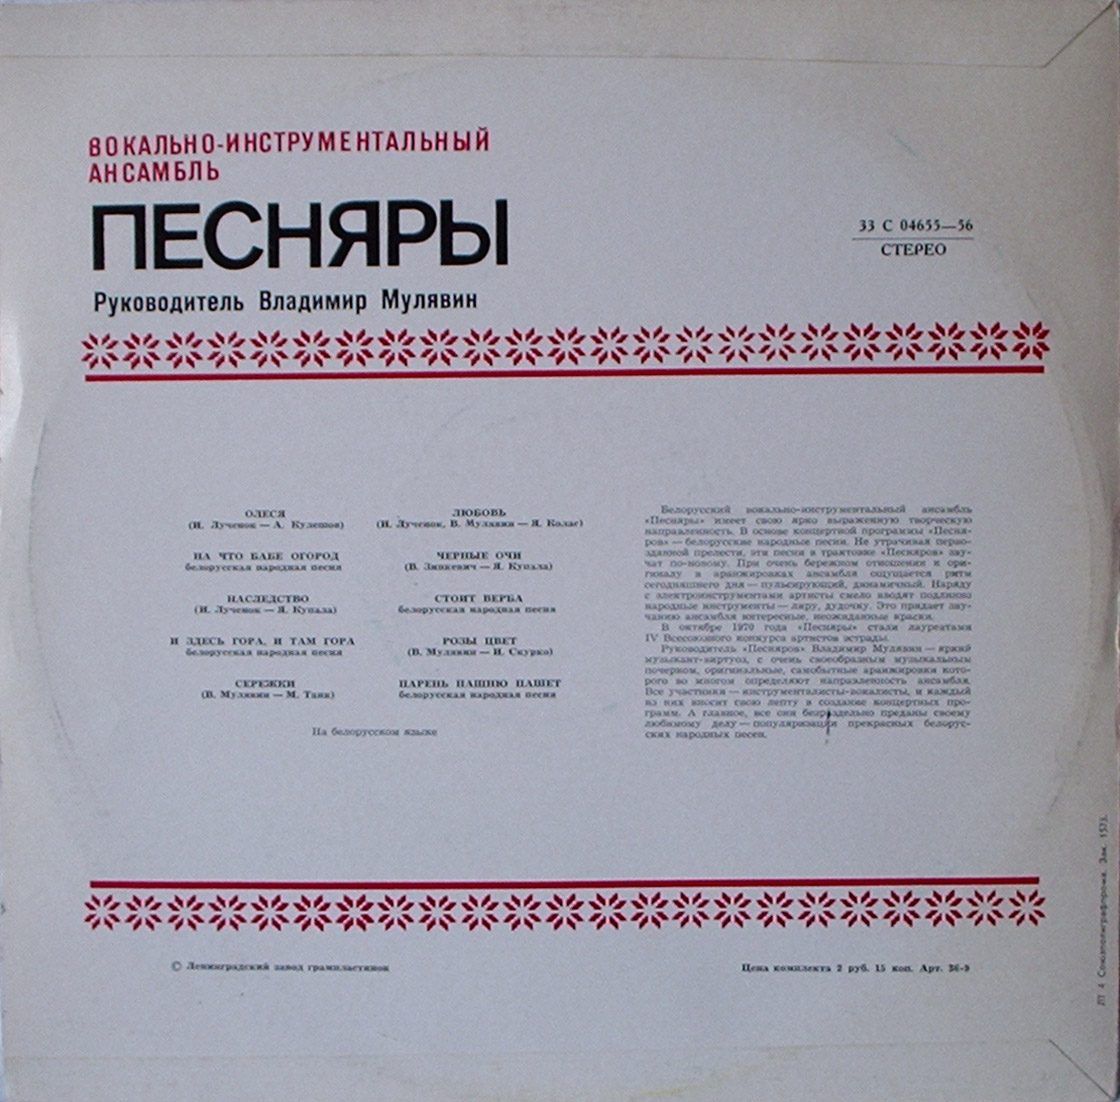 ВОКАЛЬНО-ИНСТРУМЕНТАЛЬНЫЙ
АНСАМБЛЬ
ПЕСНЯРЫ
Руководитель Владимир Мулявин
33 С 04655—56
СТЕРЕО
ОЛЕСЯ
(И. Лученок — А. Кулешов)
НА ЧТО БАБЕ ОГОРОД
белорусская народная песня
НАСЛЕДСТВО
(И. Лученок — Я. Купала)
И ЗДЕСЬ ГОРА, И ТАМ ГОРА
белорусская народная песня
СЕРЕЖКИ
(В. Мулявин — М. Танк)
ЛЮБОВЬ
(И. Лученок, В. Мулявин — Я. Колас)
ЧЕРНЫЕ ОЧИ
(В. Зинкевич — Я. Купала)
СТОИТ ВЕРБА
белорусская народная песня
РОЗЫ ЦВЕТ
(В. Мулявин — И. Скурко)
ПАРЕНЬ ПАШНЮ ПАШЕТ
белорусская народная песня
На белорусском языке
Белорусский вокально-инструментальный ансамбль
«Песняры» имеет свою ярко выраженную творческую
направленность. В основе концертной программы «Песня-
ров» — белорусские народные песни. Не утрачивая перво-
зданной прелести, эти песни в трактовке «Песняров» зву-
чат по-новому. При очень бережном отношении к ори-
гиналу в аранжировках ансамбля ощущается ритм
сегодняшнего дня — пульсирующий, динамичный. Наряду
с электроинструментами артисты смело вводят подлинно
народные инструменты — лиру, дудочку. Это придает зву-
чанию ансамбля интересные, неожиданные краски.
В октябре 1970 года «Песняры» стали лауреатами
IV Всесоюзного конкурса артистов эстрады.
Руководитель «Песняров» Владимир Мулявин — яркий
музыкант-виртуоз, с очень своеобразным музыкальным
почерком, оригинальные, самобытные аранжировки кото-
рого во многом определяют направленность ансамбля.
Все участники — инструменталисты-вокалисты, и каждый
из них вносит свою лепту в создание концертных про-
грамм. А главное, все они безраздельно преданы своему
любимому делу — популяризации прекрасных белорус-
ских народных песен.
© Ленинградский завод грампластинок
Цена комплекта 2 руб. 15 коп. Арт. 36-9
ЛП 4 Союзполиграфпрома. Зак. 1573.